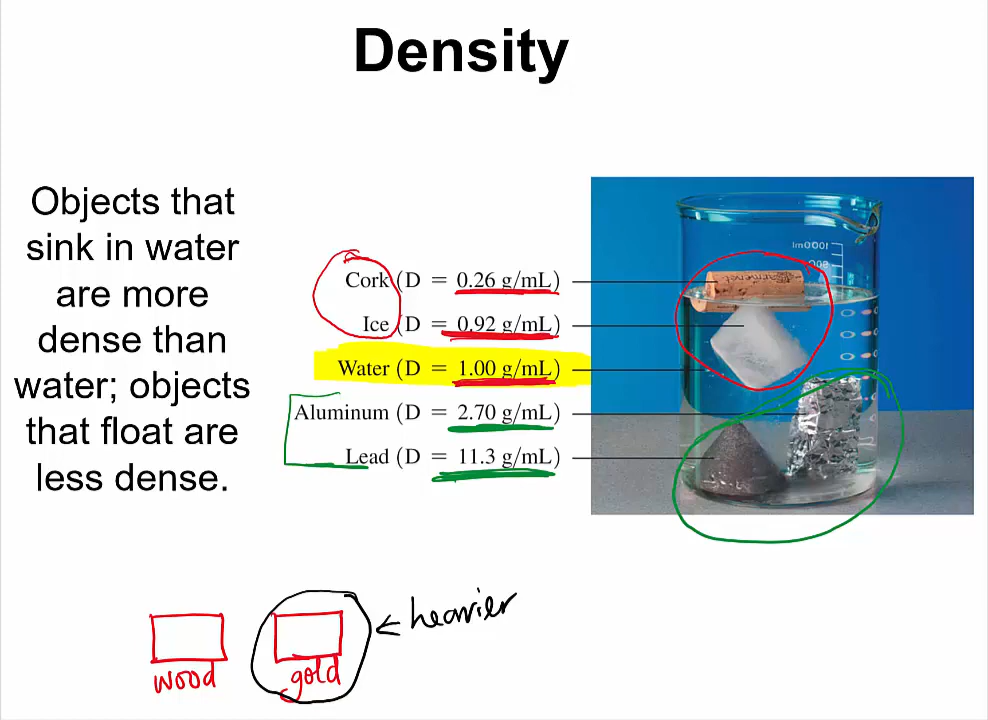 Density
Objects that
sink in water
are more
dense than
water; objects
that float are
less dense.
Cork (D = 0.26 g/mL)
Ice (D = 0.92 g/mL)
Water (D = 1.00 g/mL)
Aluminum (D = 2.70 g/mL)
Lead (D = 11.3 g/mL)
1000ml
wood
gold
heavier